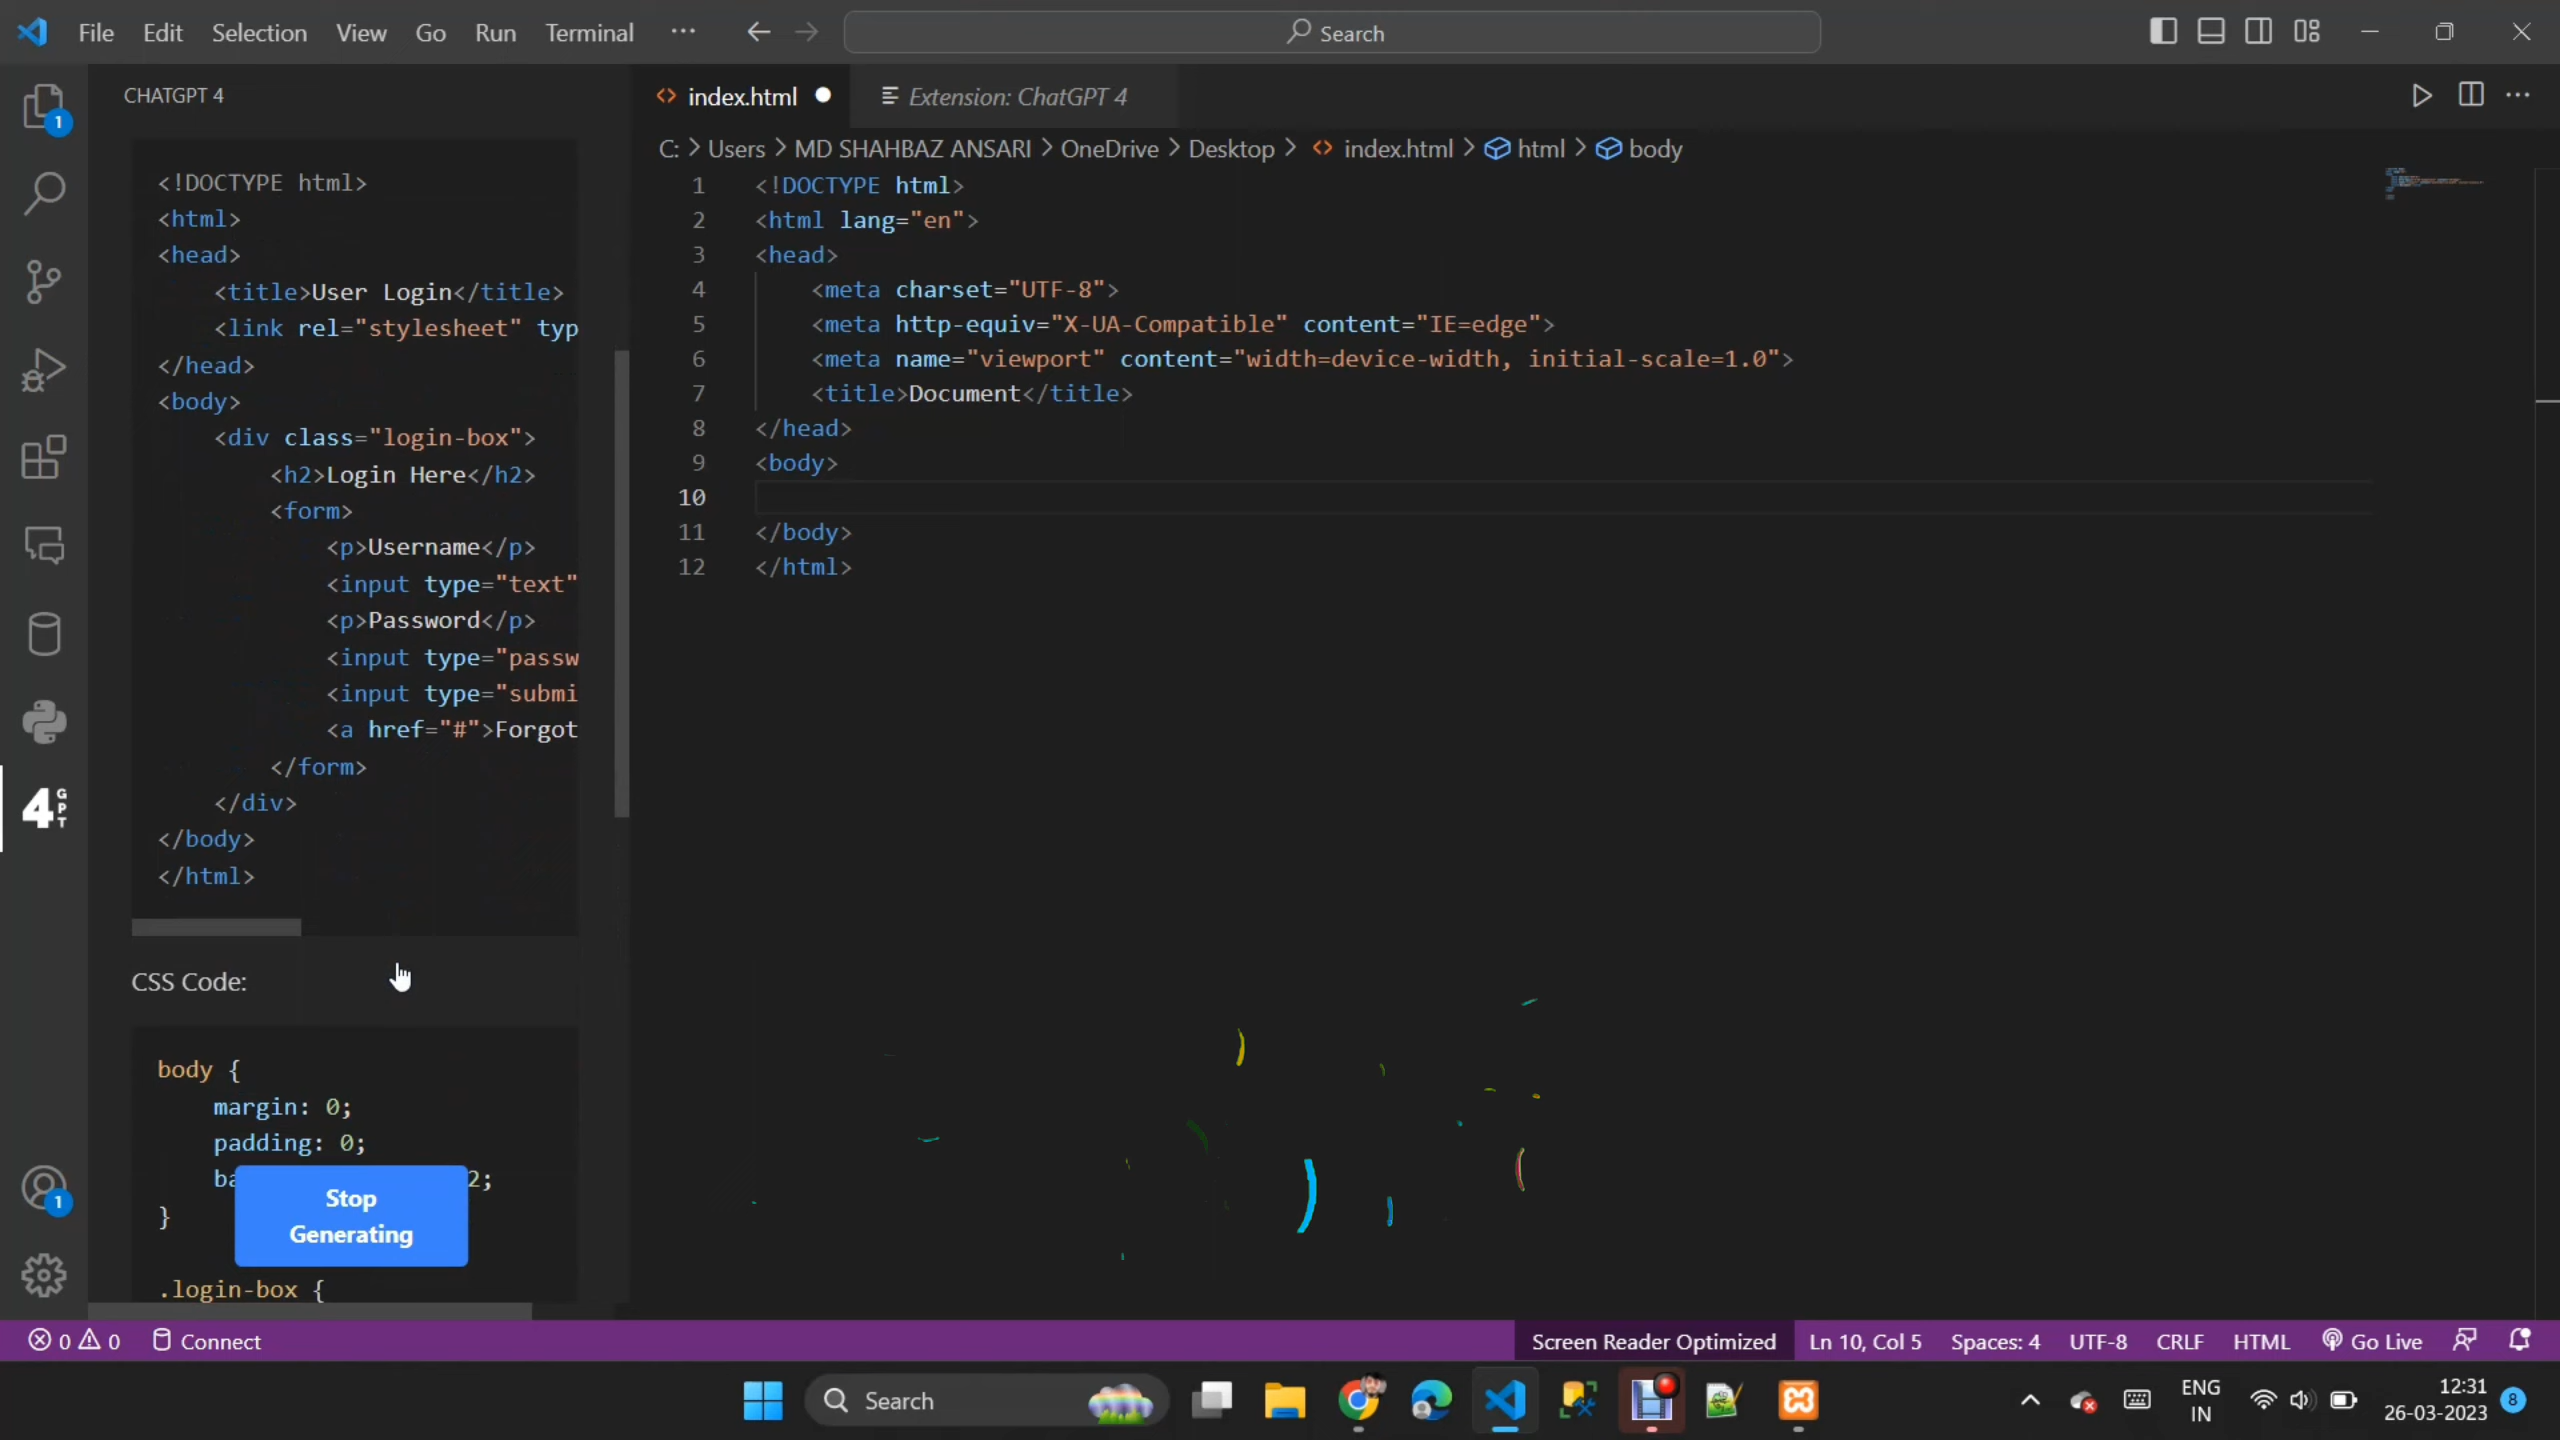 File Edit Selection View Go Run Terminal ··· Search
CHATGPT 4
index.html
Extension: ChatGPT 4
C: > Users > MD SHAHBAZ ANSARI > OneDrive > Desktop > index.html > html > body
<!DOCTYPE html>
<html>
<head>
<title>User Login</title>
<link rel="stylesheet" typ
</head>
<body>
<div class="login-box">
<h2>Login Here</h2>
<form>
<p>Username</p>
<input type="text"
<p>Password</p>
<input type="passw
<input type="submi
<a href="#">Forgot
</form>
</div>
</body>
</html>
CSS Code:
body {
margin: 0;
padding: 0;
ba 2;
}
.login-box {
Stop
Generating
1 <!DOCTYPE html>
2 <html lang="en">
3 <head>
4 <meta charset="UTF-8">
5 <meta http-equiv="X-UA-Compatible" content="IE=edge">
6 <meta name="viewport" content="width=device-width, initial-scale=1.0">
7 <title>Document</title>
8 </head>
9 <body>
10
11 </body>
12 </html>
1
4 GPT
1
0 0 Connect Screen Reader Optimized Ln 10, Col 5 Spaces: 4 UTF-8 CRLF HTML Go Live
Search
ENG
IN
12:31
26-03-2023
8